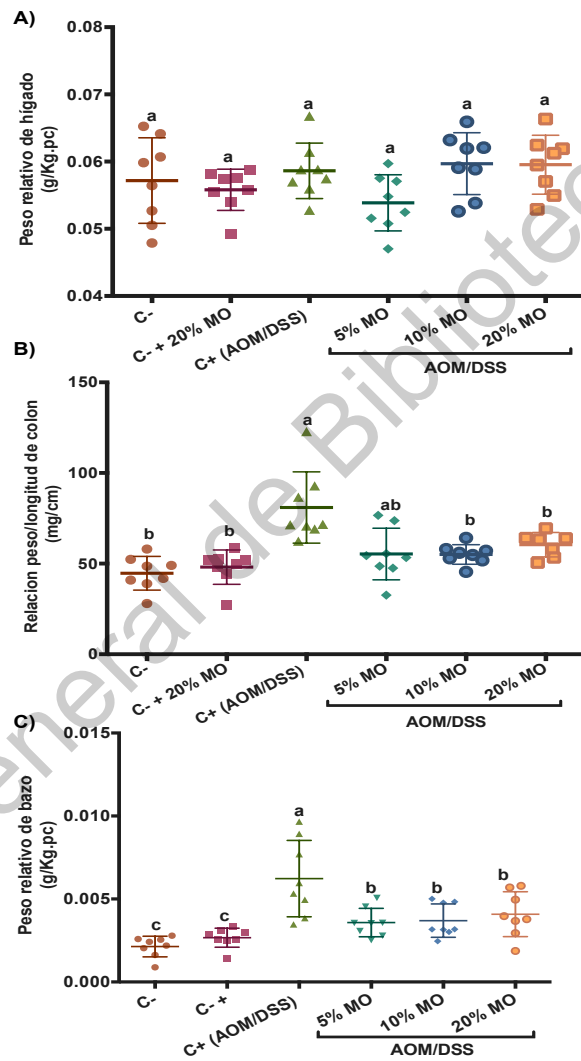 A)
Peso relativo de hígado
(g/Kg.pc)
0.08
0.07
0.06
0.05
0.04
a
a
a
a
a
a
C-
C- + 20% MO
C+ (AOM/DSS)
5% MO
10% MO
20% MO
AOM/DSS
B)
Relacion peso/longitud de colon
(mg/cm)
150
100
50
0
b
b
a
ab
b
b
C-
C- + 20% MO
C+ (AOM/DSS)
5% MO
10% MO
20% MO
AOM/DSS
C)
Peso relativo de bazo
(g/Kg.pc)
0.015
0.010
0.005
0.000
c
c
a
b
b
b
C-
C- +
C+ (AOM/DSS)
5% MO
10% MO
20% MO
AOM/DSS
eneral de Bibliotec